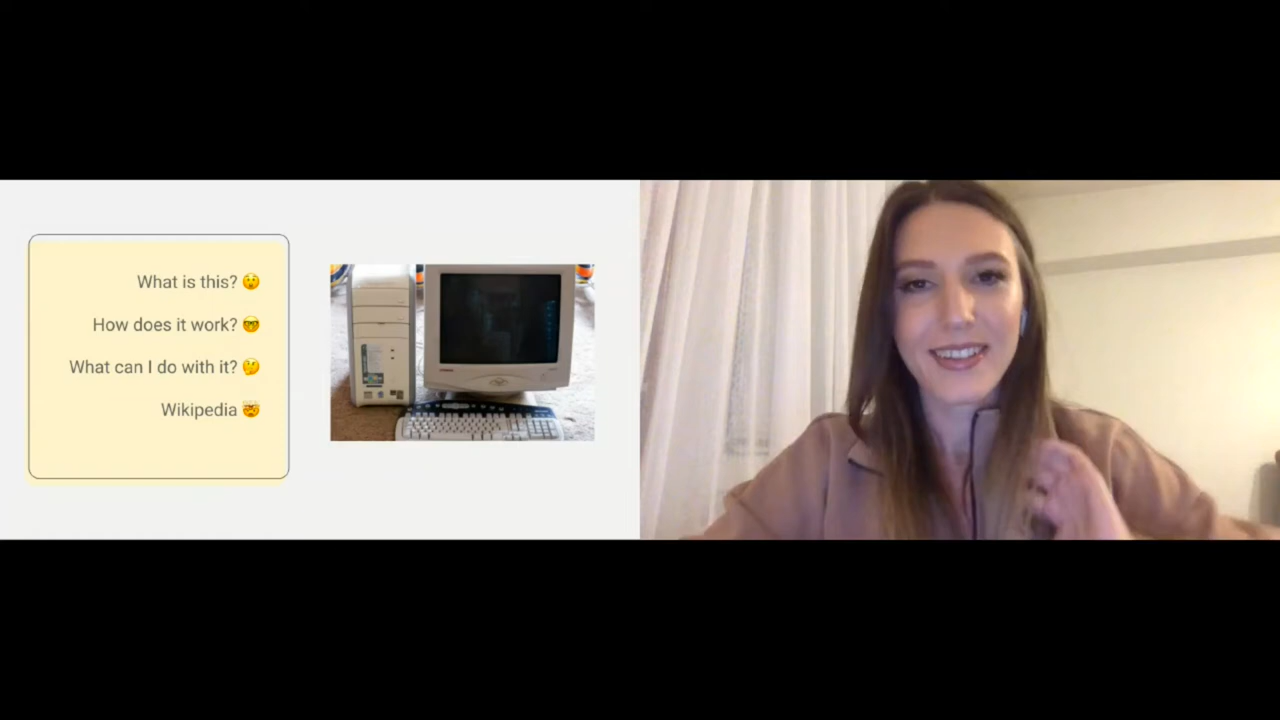 What is this? 😲
How does it work? 🤓
What can I do with it? 🤔
Wikipedia 🤯